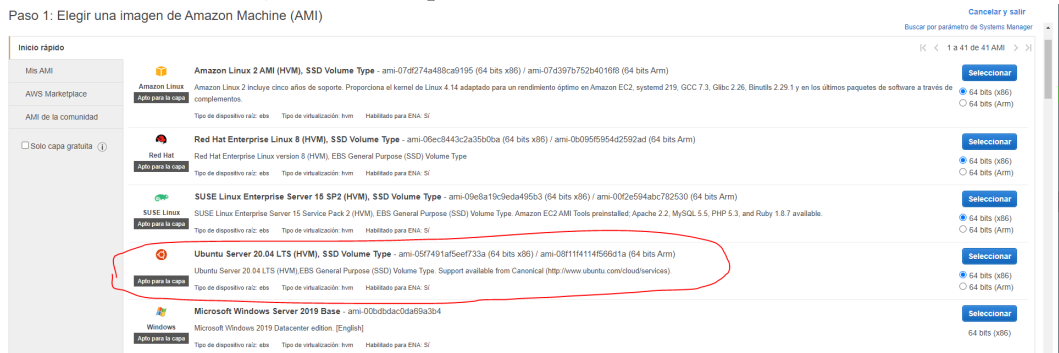 Paso 1: Elegir una imagen de Amazon Machine (AMI)
Cancelar y salir
Buscar por parámetro de Systems Manager
Inicio rápido
1 a 41 de 41 AMI
Mis AMI
AWS Marketplace
AMI de la comunidad
Solo capa gratuita
Amazon Linux
Apto para la capa
Amazon Linux 2 AMI (HVM), SSD Volume Type - ami-07df274a488ca9195 (64 bits x86) / ami-07d397b752b4016f8 (64 bits Arm)
Amazon Linux 2 incluye cinco años de soporte. Proporciona el kernel de Linux 4.14 adaptado para un rendimiento óptimo en Amazon EC2, systemd 219, GCC 7.3, Glibc 2.26, Binutils 2.29.1 y en los últimos paquetes de software a través de
complementos.
Tipo de dispositivo raíz: ebs Tipo de virtualización: hvm Habilitado para ENA: Sí
Seleccionar
64 bits (x86)
64 bits (Arm)
Red Hat
Apto para la capa
Red Hat Enterprise Linux 8 (HVM), SSD Volume Type - ami-06ec8443c2a35b0ba (64 bits x86) / ami-0b095f5954d2592ad (64 bits Arm)
Red Hat Enterprise Linux version 8 (HVM), EBS General Purpose (SSD) Volume Type
Tipo de dispositivo raíz: ebs Tipo de virtualización: hvm Habilitado para ENA: Sí
Seleccionar
64 bits (x86)
64 bits (Arm)
SUSE Linux
Apto para la capa
SUSE Linux Enterprise Server 15 SP2 (HVM), SSD Volume Type - ami-09e8a19c9eda495b3 (64 bits x86) / ami-00f2e594abc782530 (64 bits Arm)
SUSE Linux Enterprise Server 15 Service Pack 2 (HVM), EBS General Purpose (SSD) Volume Type. Amazon EC2 AMI Tools preinstalled; Apache 2.2, MySQL 5.5, PHP 5.3, and Ruby 1.8.7 available.
Tipo de dispositivo raíz: ebs Tipo de virtualización: hvm Habilitado para ENA: Sí
Seleccionar
64 bits (x86)
64 bits (Arm)
Apto para la capa
Ubuntu Server 20.04 LTS (HVM), SSD Volume Type - ami-05f7491af5eef733a (64 bits x86) / ami-08f11f4114f566d1a (64 bits Arm)
Ubuntu Server 20.04 LTS (HVM),EBS General Purpose (SSD) Volume Type. Support available from Canonical (http://www.ubuntu.com/cloud/services).
Tipo de dispositivo raíz: ebs Tipo de virtualización: hvm Habilitado para ENA: Sí
Seleccionar
64 bits (x86)
64 bits (Arm)
Windows
Apto para la capa
Microsoft Windows Server 2019 Base - ami-00bdbdac0da69a3b4
Microsoft Windows 2019 Datacenter edition. [English]
Tipo de dispositivo raíz: ebs Tipo de virtualización: hvm Habilitado para ENA: Sí
Seleccionar
64 bits (x86)